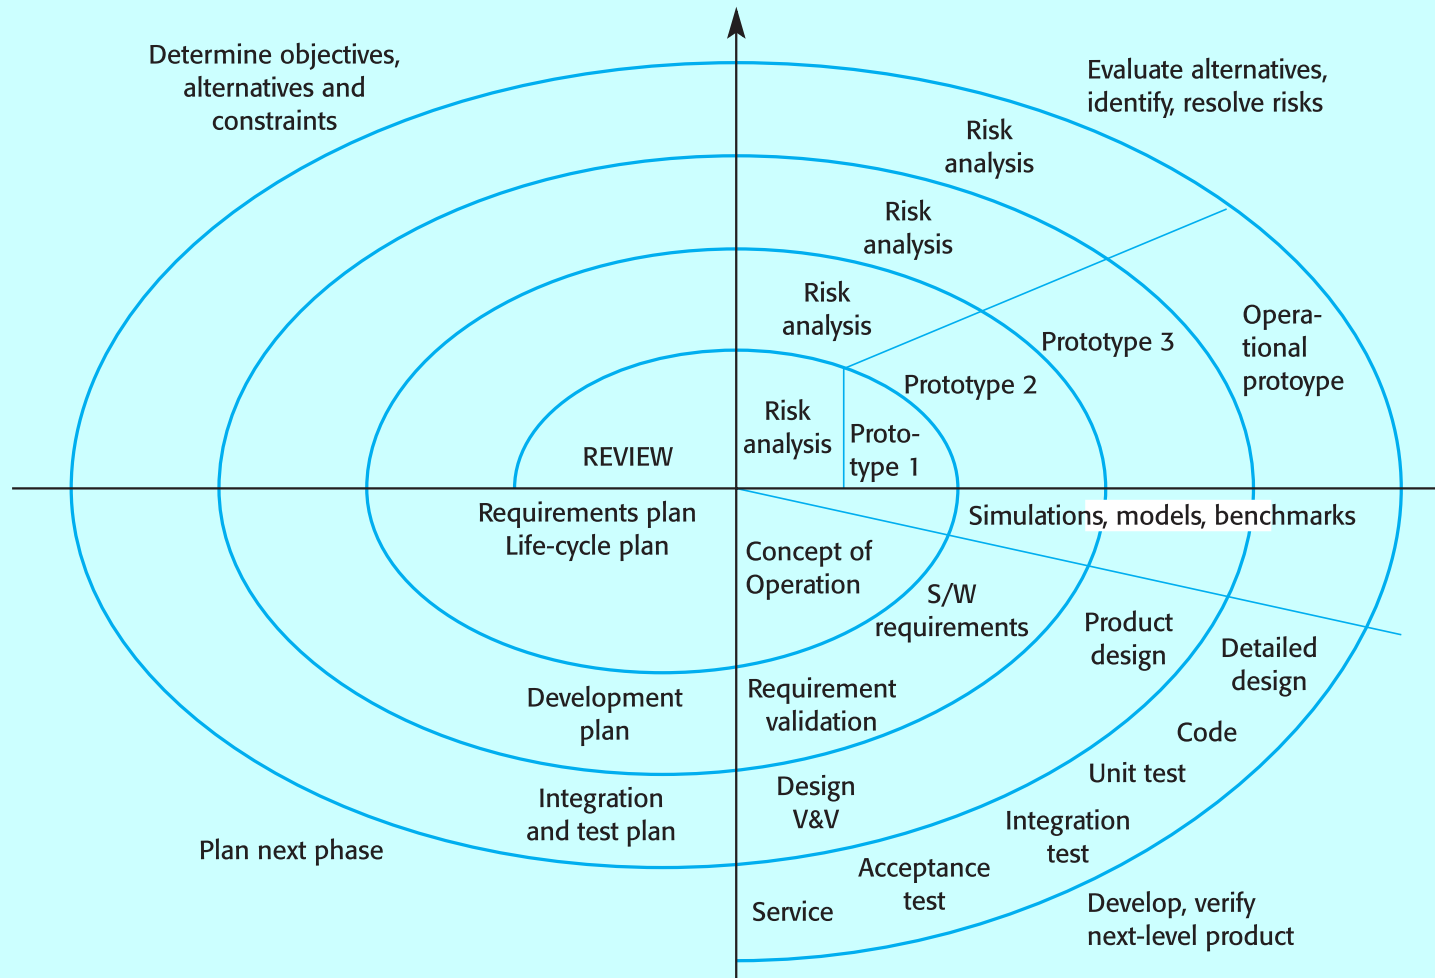 Determine objectives,
alternatives and
constraints
Evaluate alternatives,
identify, resolve risks
Risk
analysis
Risk
analysis
Risk
analysis
Risk
analysis
Proto-
type 1
Prototype 2
Prototype 3
Opera-
tional
protoype
REVIEW
Requirements plan
Life-cycle plan
Simulations, models, benchmarks
Concept of
Operation
S/W
requirements
Product
design
Detailed
design
Development
plan
Requirement
validation
Code
Unit test
Integration
and test plan
Design
V&V
Integration
test
Plan next phase
Acceptance
test
Service
Develop, verify
next-level product